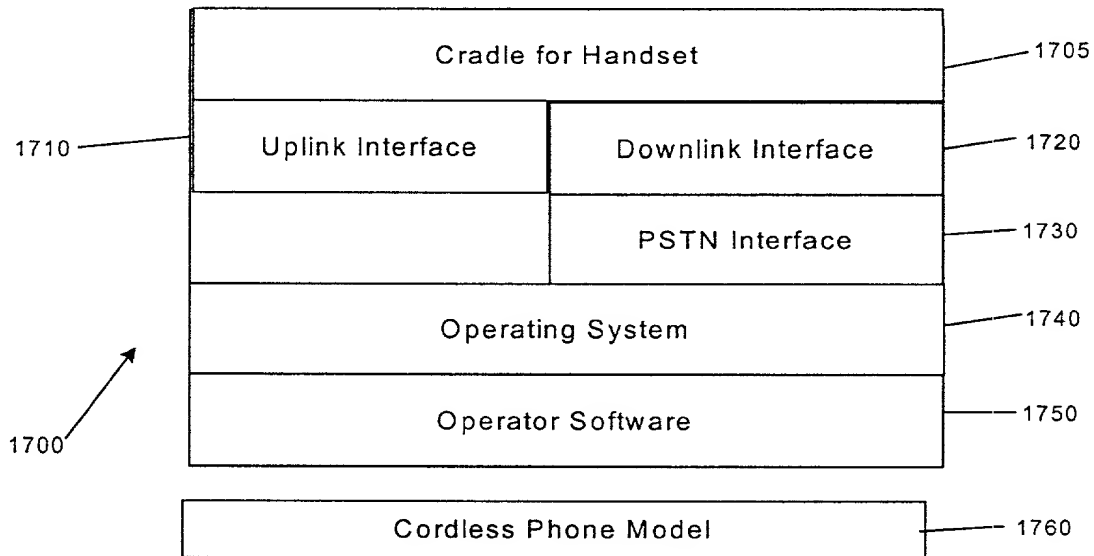 Cradle for Handset 1705
1710 Uplink Interface Downlink Interface 1720
PSTN Interface 1730
Operating System 1740
1700 Operator Software 1750
Cordless Phone Model 1760